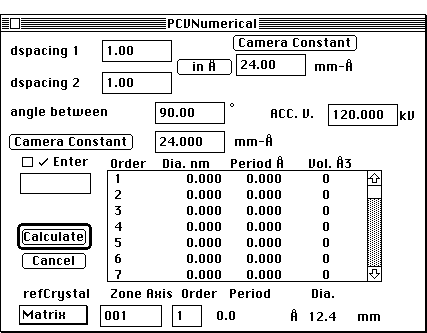 PCVNumerical
dspacing 1 1.00 Camera Constant
in Å 24.00 mm-Å
dspacing 2 1.00
angle between 90.00 ° ACC. V. 120.000 kV
Camera Constant 24.000 mm-Å
✓ Enter Order Dia. nm Period Å Vol. Å3
1 0.000 0.000 0
2 0.000 0.000 0
3 0.000 0.000 0
4 0.000 0.000 0
5 0.000 0.000 0
6 0.000 0.000 0
7 0.000 0.000 0
Calculate
Cancel
refCrystal Zone Axis Order Period Dia.
Matrix 001 1 0.0 Å 12.4 mm